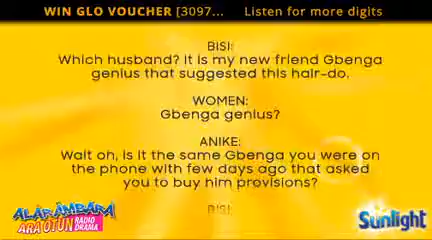 WIN GLO VOUCHER [3097... Listen for more digits
BISI:
Which husband? It is my new friend Gbenga
genius that suggested this hair-do.
WOMEN:
Gbenga genius?
ANIKE:
Wait oh, is it the same Gbenga you were on
the phone with few days ago that asked
you to buy him provisions?
BISI:
ALARAMBARA
ARA OTUN RADIO DRAMA
Sunlight